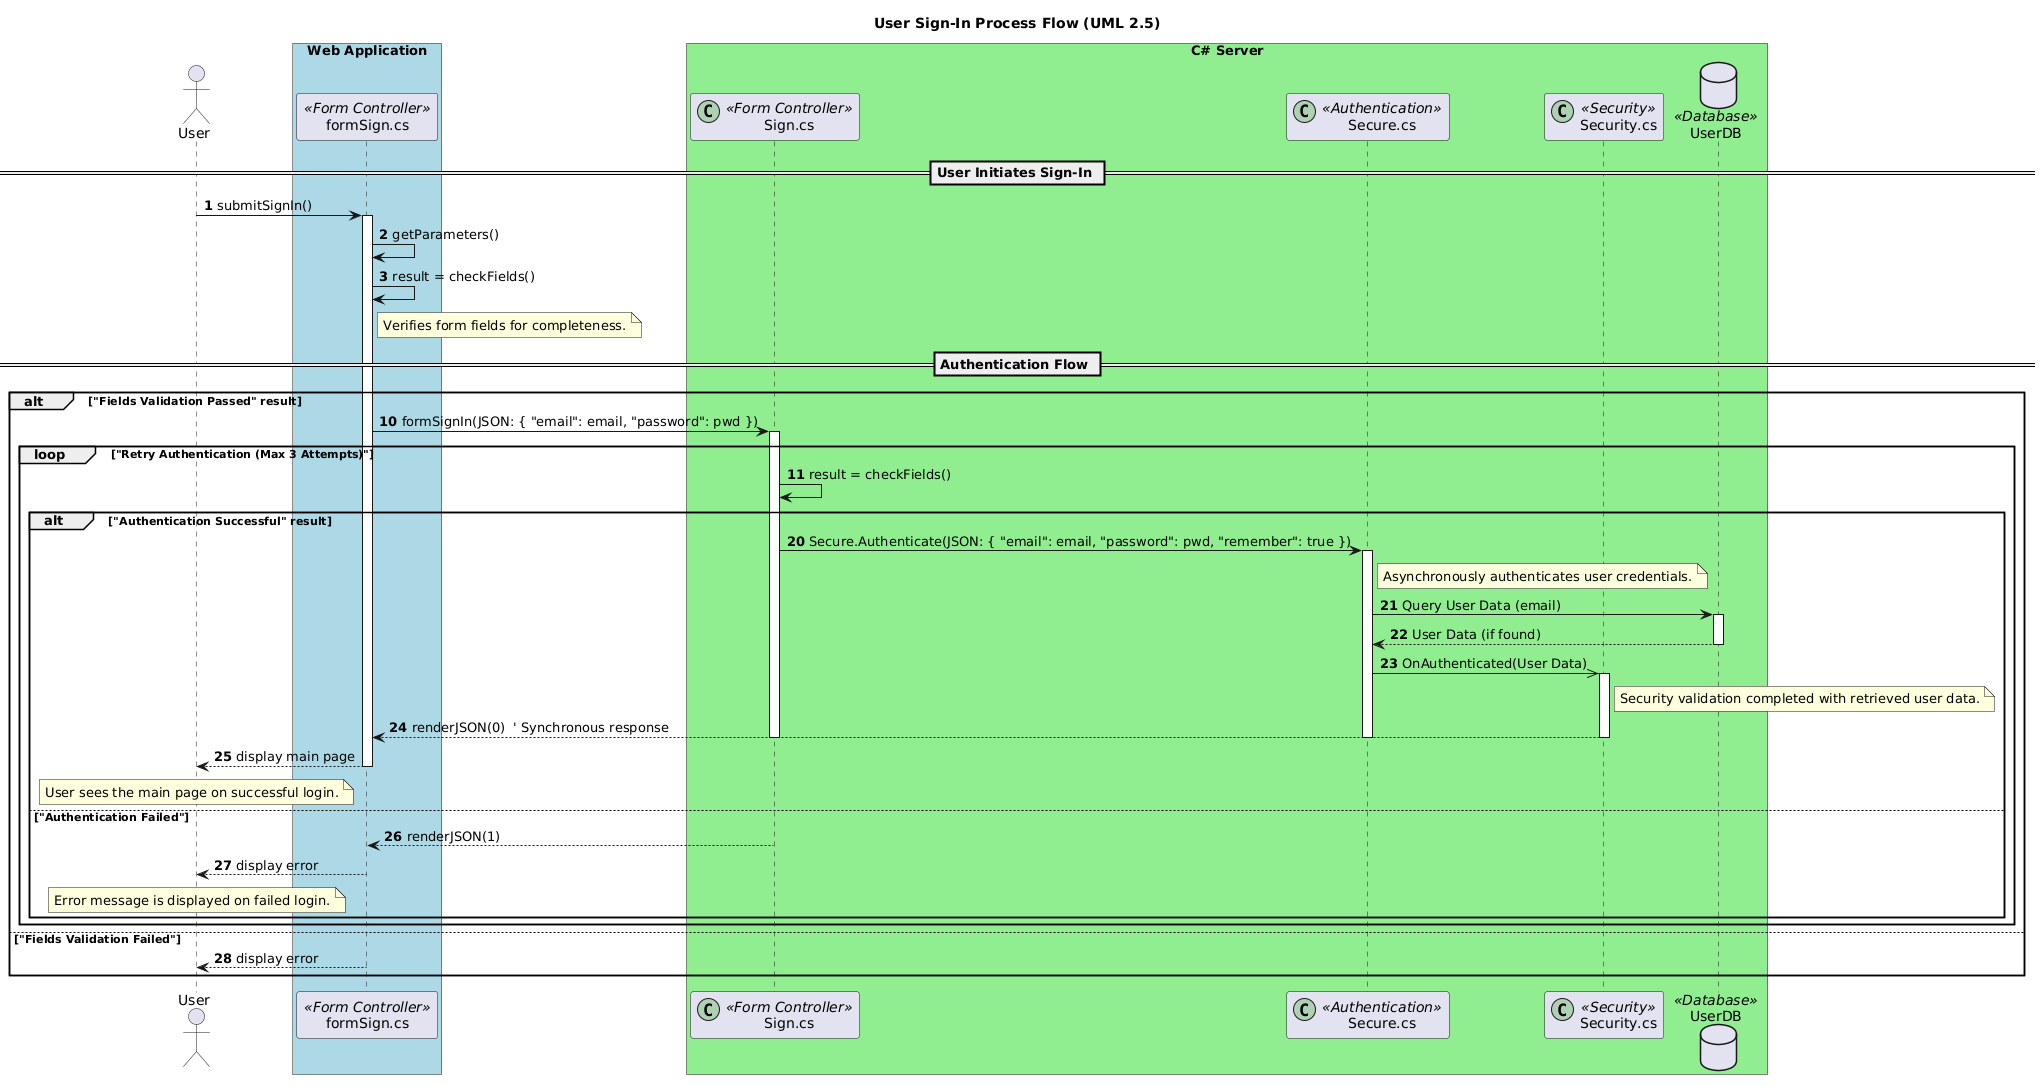 User Sign-In Process Flow (UML 2.5)
Web Application
C# Server
User
«Form Controller»
formSign.cs
C
«Form Controller»
Sign.cs
C
«Authentication»
Secure.cs
C
«Security»
Security.cs
«Database»
UserDB
User Initiates Sign-In
1 submitSignIn()
2 getParameters()
3 result = checkFields()
Verifies form fields for completeness.
Authentication Flow
alt
["Fields Validation Passed" result]
10 formSignIn(JSON: { "email": email, "password": pwd })
loop
["Retry Authentication (Max 3 Attempts)"]
11 result = checkFields()
alt
["Authentication Successful" result]
20 Secure.Authenticate(JSON: { "email": email, "password": pwd, "remember": true })
Asynchronously authenticates user credentials.
21 Query User Data (email)
22 User Data (if found)
23 OnAuthenticated(User Data)
Security validation completed with retrieved user data.
24 renderJSON(0)  ' Synchronous response
25 display main page
User sees the main page on successful login.
["Authentication Failed"]
26 renderJSON(1)
27 display error
Error message is displayed on failed login.
["Fields Validation Failed"]
28 display error
User
«Form Controller»
formSign.cs
C
«Form Controller»
Sign.cs
C
«Authentication»
Secure.cs
C
«Security»
Security.cs
«Database»
UserDB